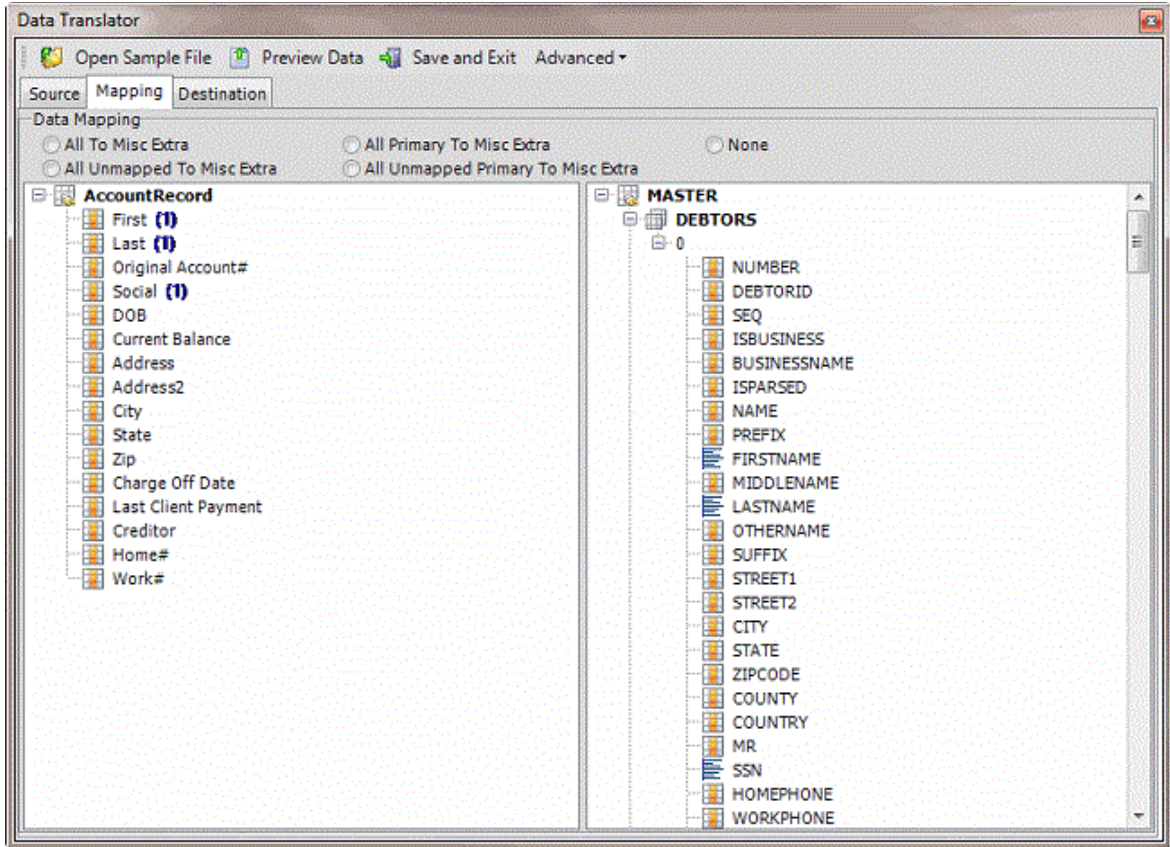 Data Translator
Open Sample File Preview Data Save and Exit Advanced
Source Mapping Destination
Data Mapping
All To Misc Extra All Primary To Misc Extra None
All Unmapped To Misc Extra All Unmapped Primary To Misc Extra
AccountRecord
First (1)
Last (1)
Original Account#
Social (1)
DOB
Current Balance
Address
Address2
City
State
Zip
Charge Off Date
Last Client Payment
Creditor
Home#
Work#
MASTER
DEBTORS
0
NUMBER
DEBTORID
SEQ
ISBUSINESS
BUSINESSNAME
ISPARSED
NAME
PREFIX
FIRSTNAME
MIDDLENAME
LASTNAME
OTHERNAME
SUFFIX
STREET1
STREET2
CITY
STATE
ZIPCODE
COUNTY
COUNTRY
MR
SSN
HOMEPHONE
WORKPHONE